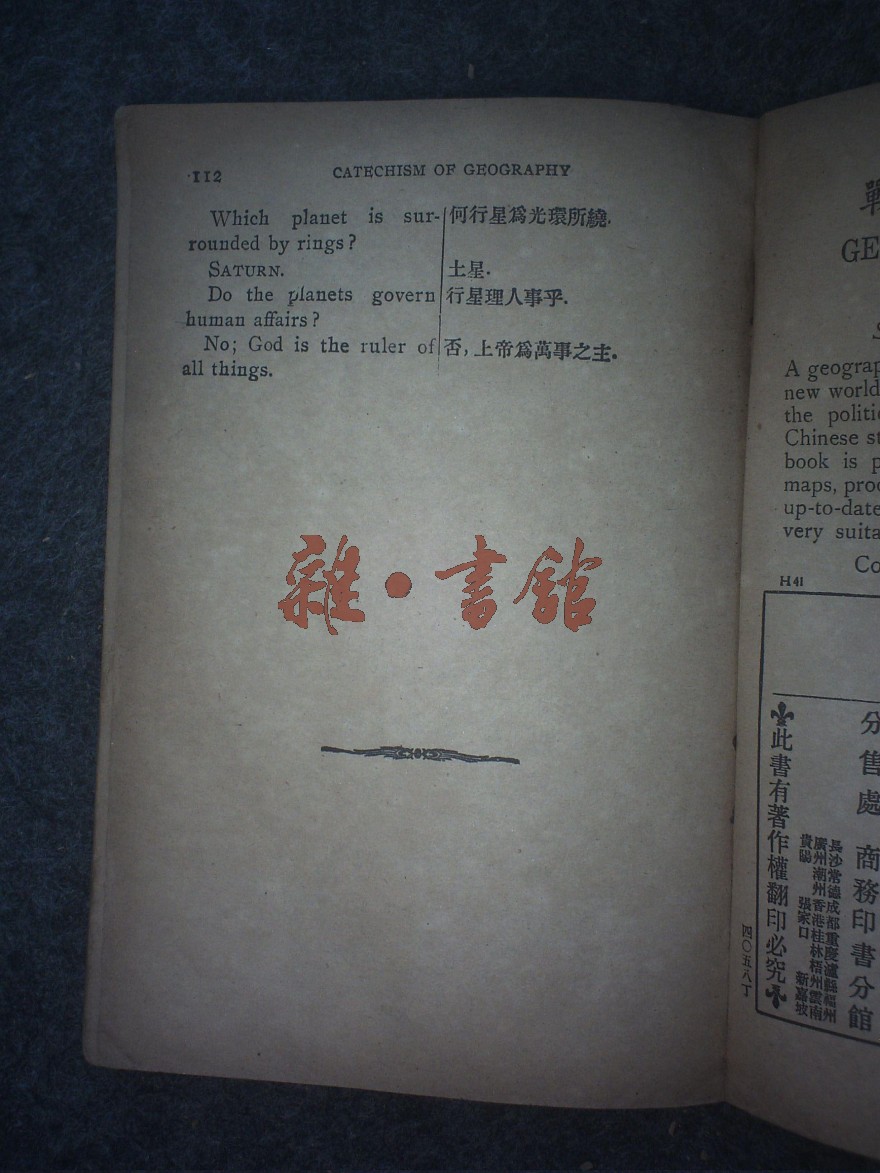 112
CATECHISM OF GEOGRAPHY
Which planet is sur-
rounded by rings?
SATURN.
Do the planets govern
human affairs?
No; God is the ruler of
all things.
何行星爲光環所繞.
土星.
行星理人事乎.
否, 上帝爲萬事之主.
雜·書館
戰
GE
A geograp
new world
the politi
Chinese st
book is p
maps, pro
up-to-date
very suita
Co
H41
分售處 商務印書分館
長沙常德成都重慶瀘縣福州
廣州潮州香港桂林梧州雲南
貴陽 張家口 新嘉坡
此書有著作權翻印必究
四〇五八丁